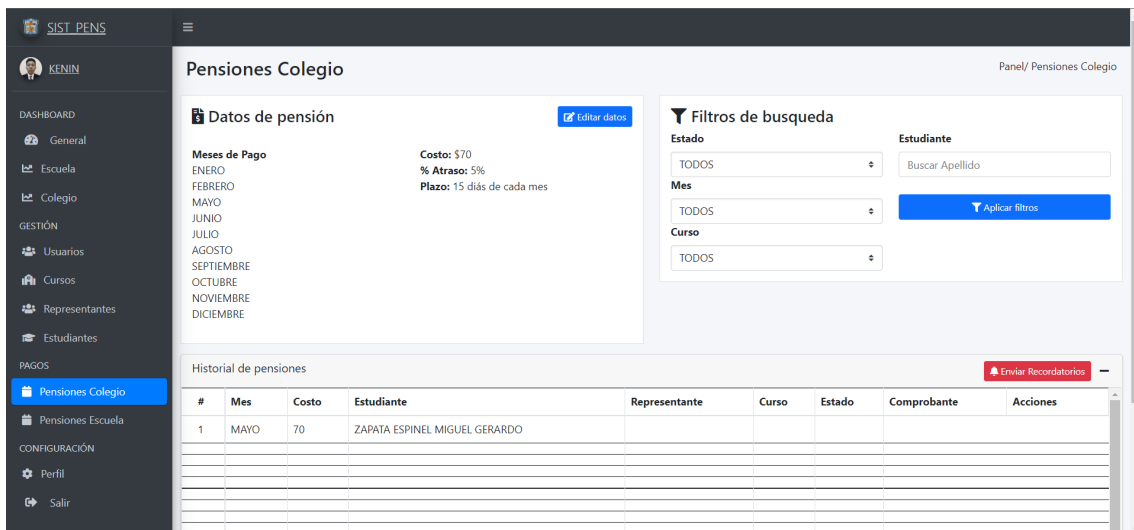 SIST_PENS
KENIN
DASHBOARD
General
Escuela
Colegio
GESTIÓN
Usuarios
Cursos
Representantes
Estudiantes
PAGOS
Pensiones Colegio
Pensiones Escuela
CONFIGURACIÓN
Perfil
Salir
Pensiones Colegio
Panel/ Pensiones Colegio
Datos de pensión
Editar datos
Meses de Pago
ENERO
FEBRERO
MAYO
JUNIO
JULIO
AGOSTO
SEPTIEMBRE
OCTUBRE
NOVIEMBRE
DICIEMBRE
Costo: $70
% Atraso: 5%
Plazo: 15 diás de cada mes
Filtros de busqueda
Estado
TODOS
Mes
TODOS
Curso
TODOS
Estudiante
Buscar Apellido
Aplicar filtros
Historial de pensiones
Enviar Recordatorios
# Mes Costo Estudiante Representante Curso Estado Comprobante Acciones
1 MAYO 70 ZAPATA ESPINEL MIGUEL GERARDO